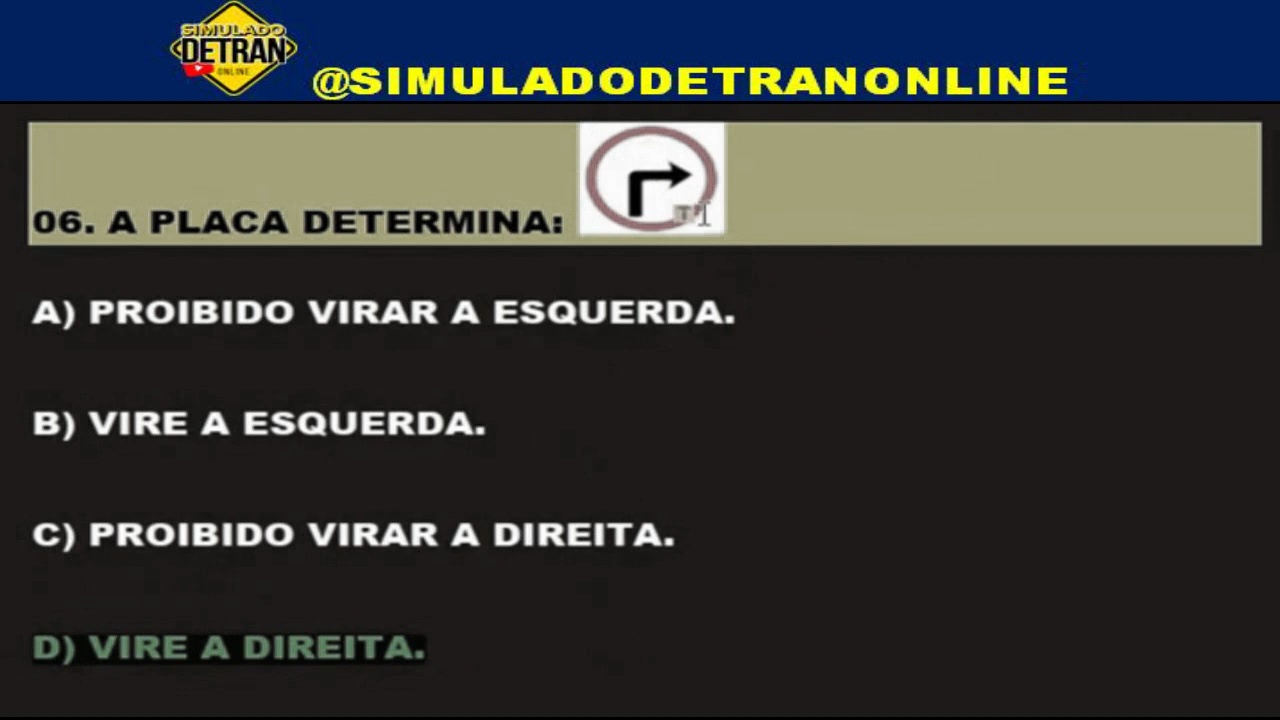 SIMULADO
DETRAN
ONLINE
@SIMULADODETRANONLINE
06. A PLACA DETERMINA:
A) PROIBIDO VIRAR A ESQUERDA.
B) VIRE A ESQUERDA.
C) PROIBIDO VIRAR A DIREITA.
D) VIRE A DIREITA.